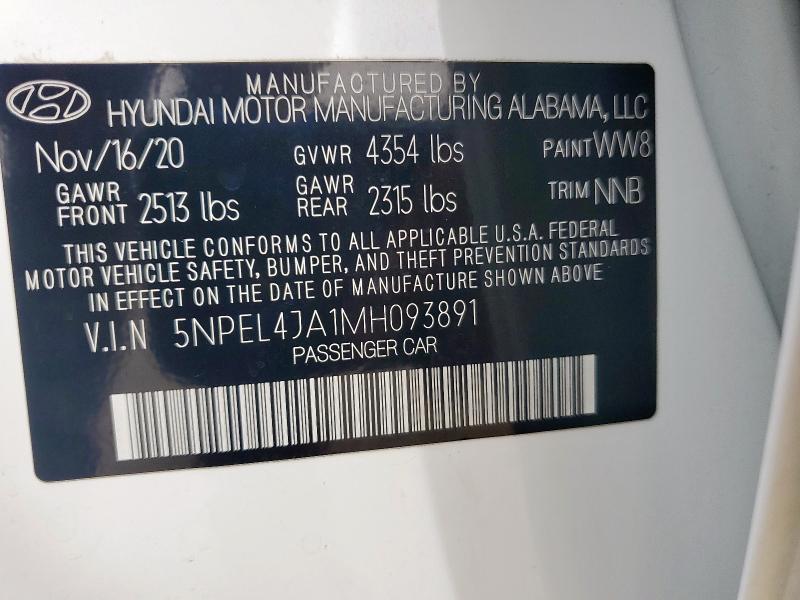 MANUFACTURED BY
HYUNDAI MOTOR MANUFACTURING ALABAMA, LLC
Nov/16/20 GVWR 4354 lbs PAINT WW8
GAWR FRONT 2513 lbs GAWR REAR 2315 lbs TRIM NNB
THIS VEHICLE CONFORMS TO ALL APPLICABLE U.S.A. FEDERAL
MOTOR VEHICLE SAFETY, BUMPER, AND THEFT PREVENTION STANDARDS
IN EFFECT ON THE DATE OF MANUFACTURE SHOWN ABOVE
V.I.N 5NPEL4JA1MH093891
PASSENGER CAR